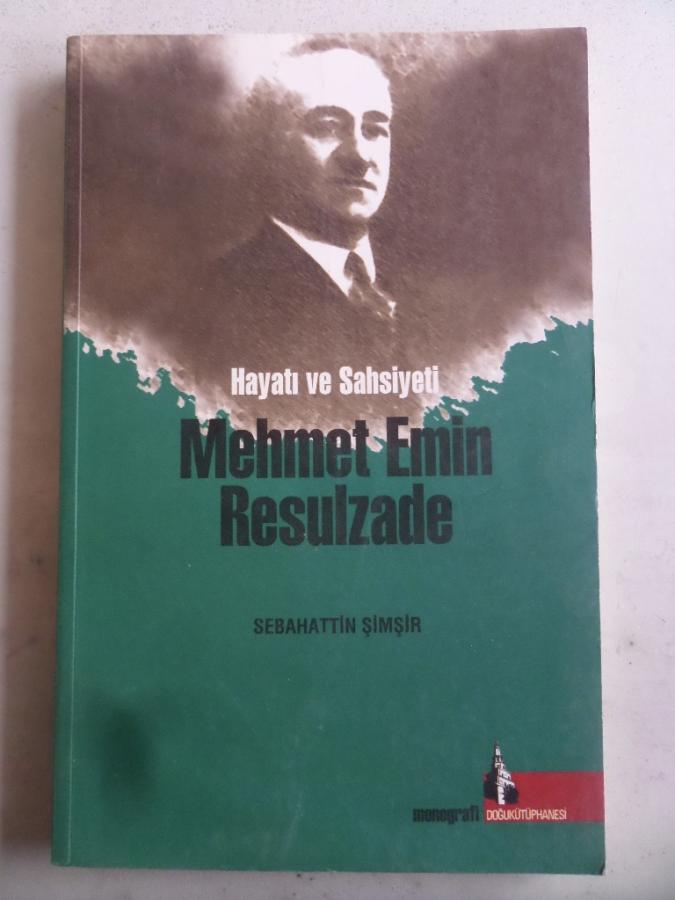 Hayatı ve Sahsiyeti
Mehmet Emin
Resulzade
SEBAHATTİN ŞİMŞİR
monografi DOĞUKÜTÜPHANESİ